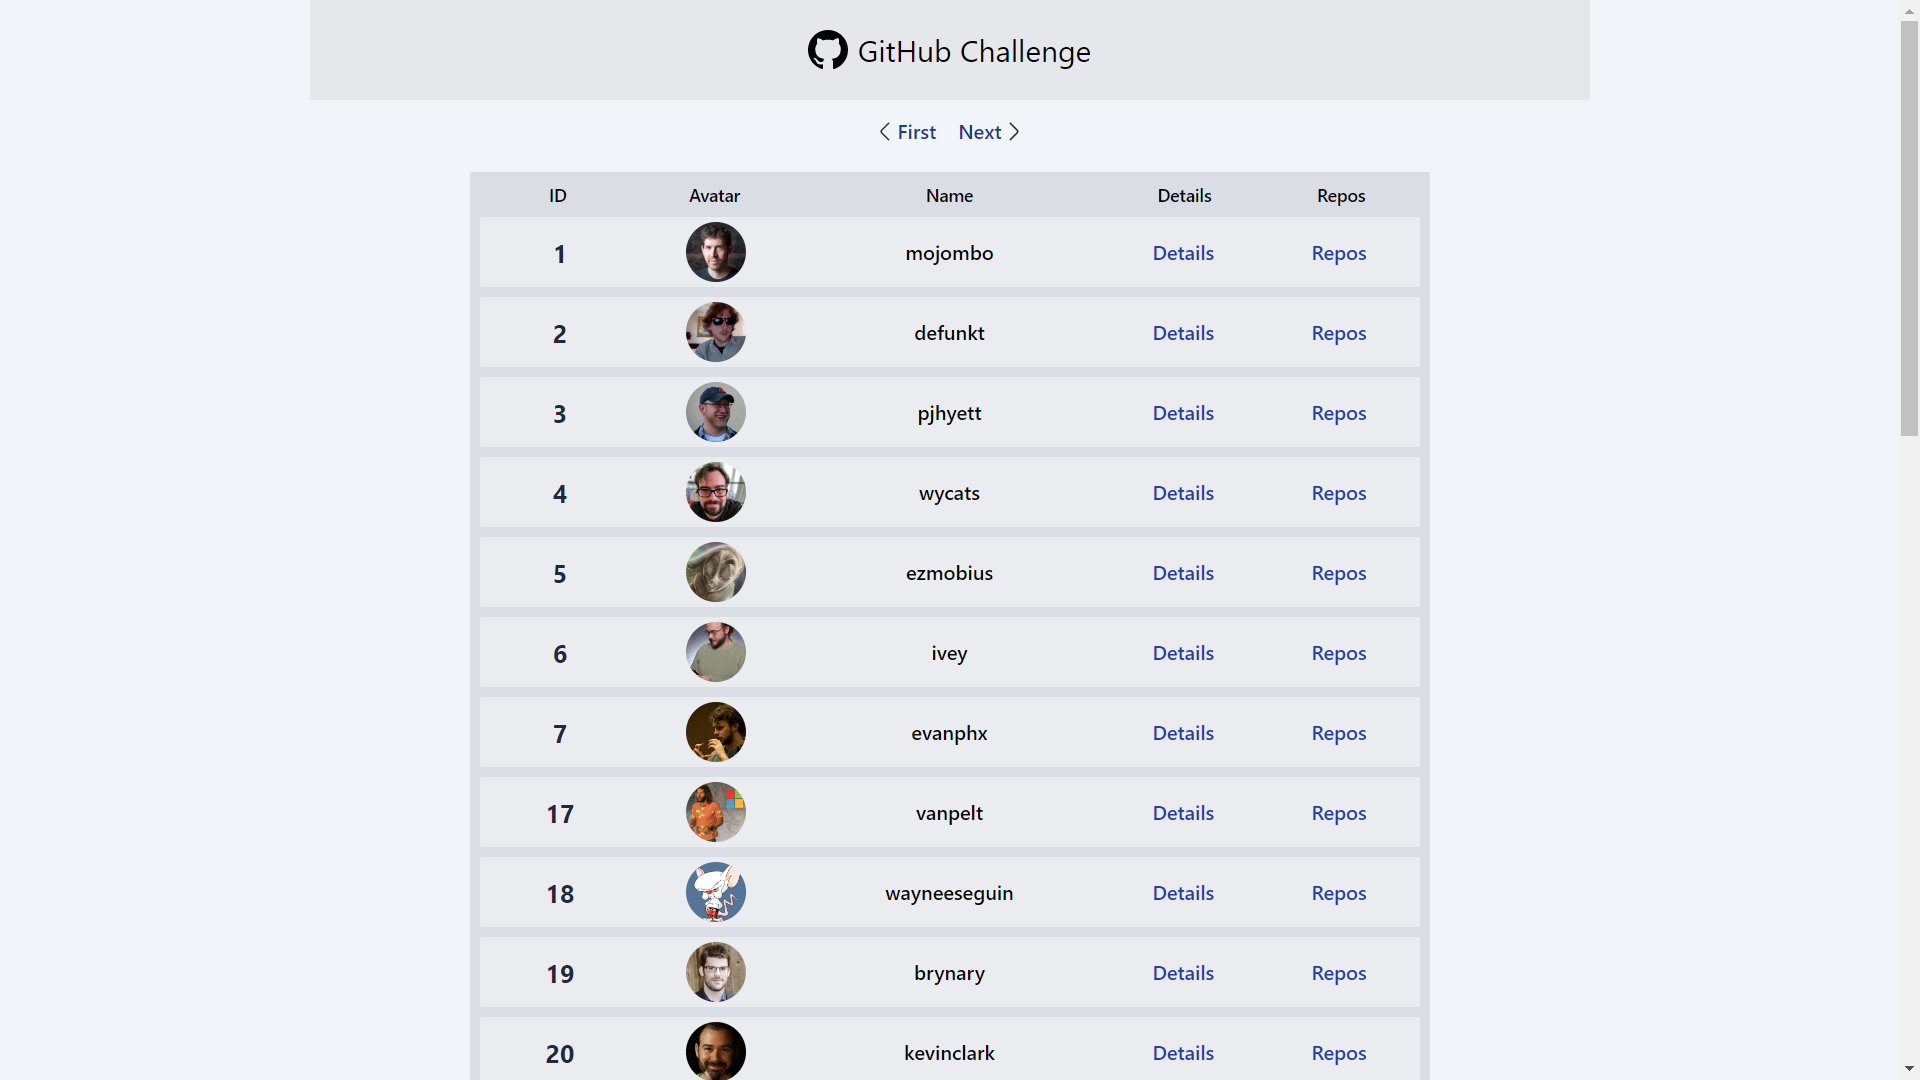 GitHub Challenge
First Next
ID Avatar Name Details Repos
1 mojombo Details Repos
2 defunkt Details Repos
3 pjhyett Details Repos
4 wycats Details Repos
5 ezmobius Details Repos
6 ivey Details Repos
7 evanphx Details Repos
17 vanpelt Details Repos
18 wayneeseguin Details Repos
19 brynary Details Repos
20 kevinclark Details Repos